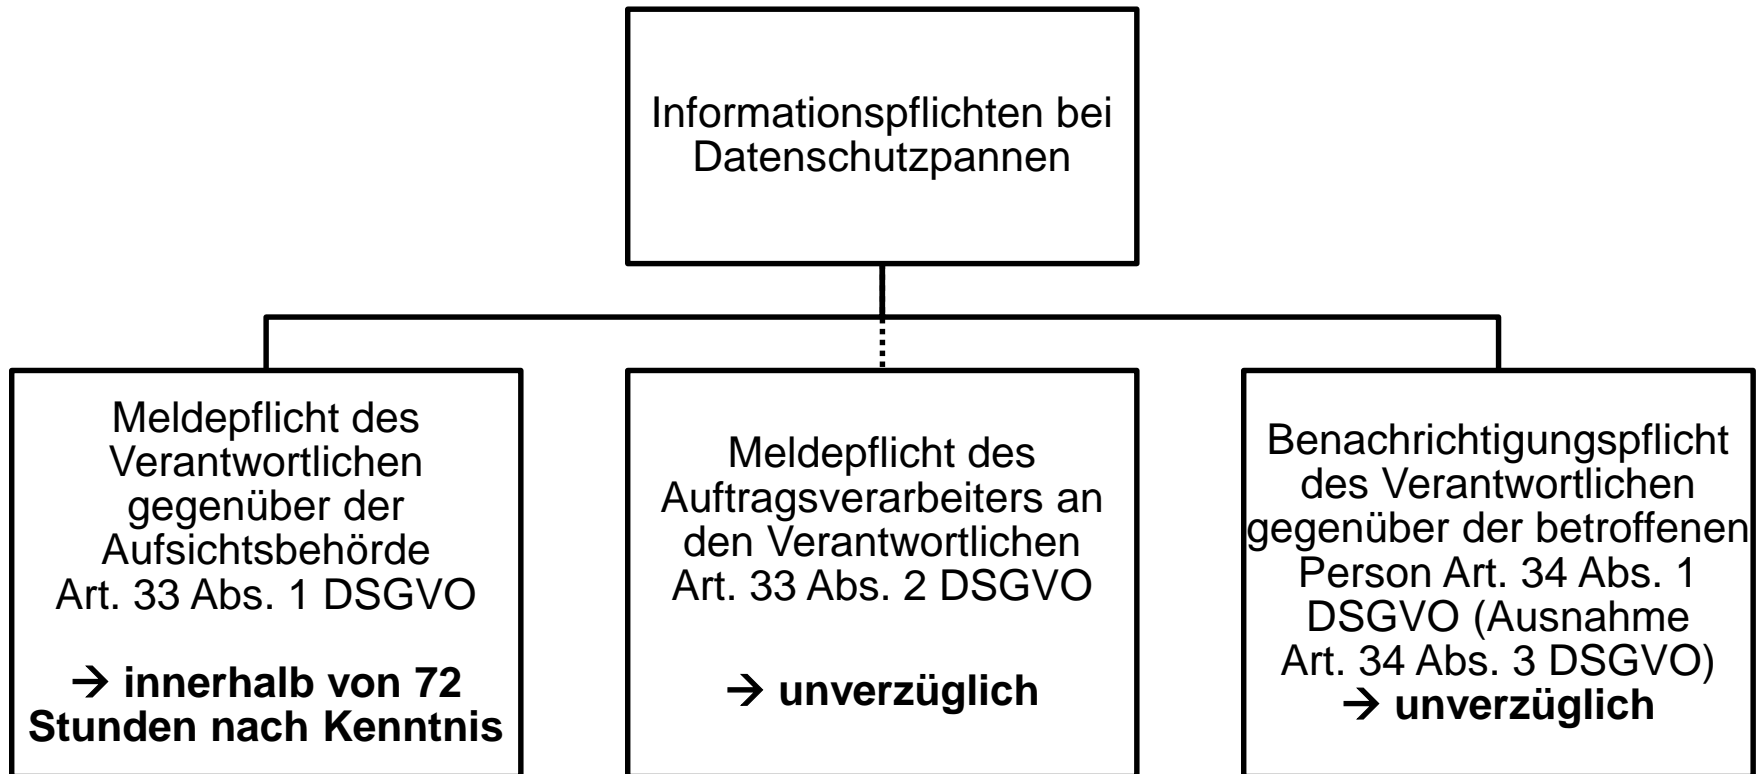 Informationspflichten bei
Datenschutzpannen
Meldepflicht des
Verantwortlichen
gegenüber der
Aufsichtsbehörde
Art. 33 Abs. 1 DSGVO
→ innerhalb von 72
Stunden nach Kenntnis
Meldepflicht des
Auftragsverarbeiters an
den Verantwortlichen
Art. 33 Abs. 2 DSGVO
→ unverzüglich
Benachrichtigungspflicht
des Verantwortlichen
gegenüber der betroffenen
Person Art. 34 Abs. 1
DSGVO (Ausnahme
Art. 34 Abs. 3 DSGVO)
→ unverzüglich